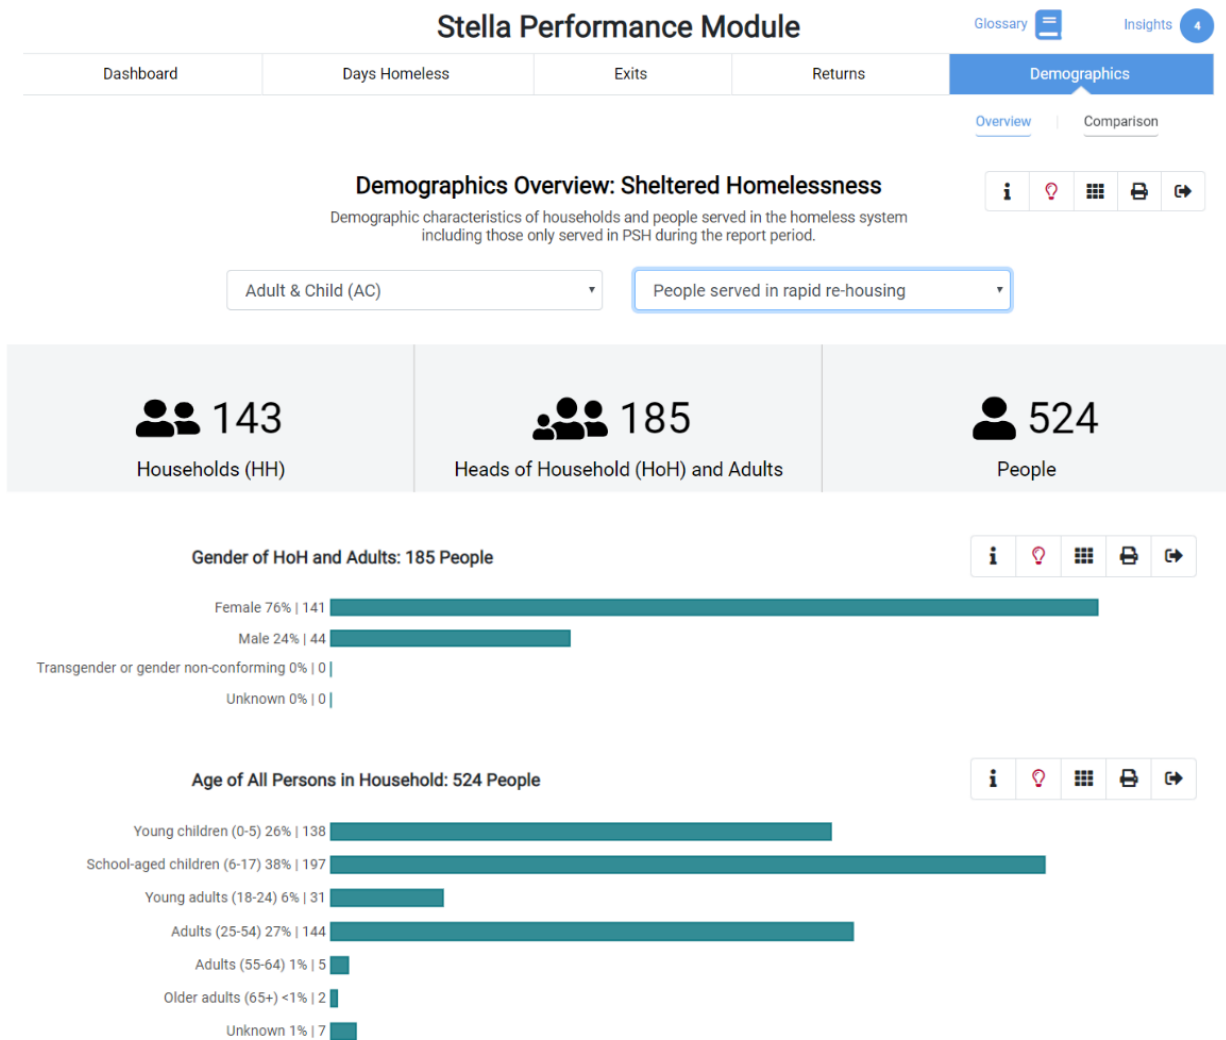 Stella Performance Module
Glossary
Insights 4
Dashboard Days Homeless Exits Returns Demographics
Overview Comparison
Demographics Overview: Sheltered Homelessness
Demographic characteristics of households and people served in the homeless system
including those only served in PSH during the report period.
Adult & Child (AC) People served in rapid re-housing
143 185 524
Households (HH) Heads of Household (HoH) and Adults People
Gender of HoH and Adults: 185 People
Female 76% | 141
Male 24% | 44
Transgender or gender non-conforming 0% | 0
Unknown 0% | 0
Age of All Persons in Household: 524 People
Young children (0-5) 26% | 138
School-aged children (6-17) 38% | 197
Young adults (18-24) 6% | 31
Adults (25-54) 27% | 144
Adults (55-64) 1% | 5
Older adults (65+) <1% | 2
Unknown 1% | 7